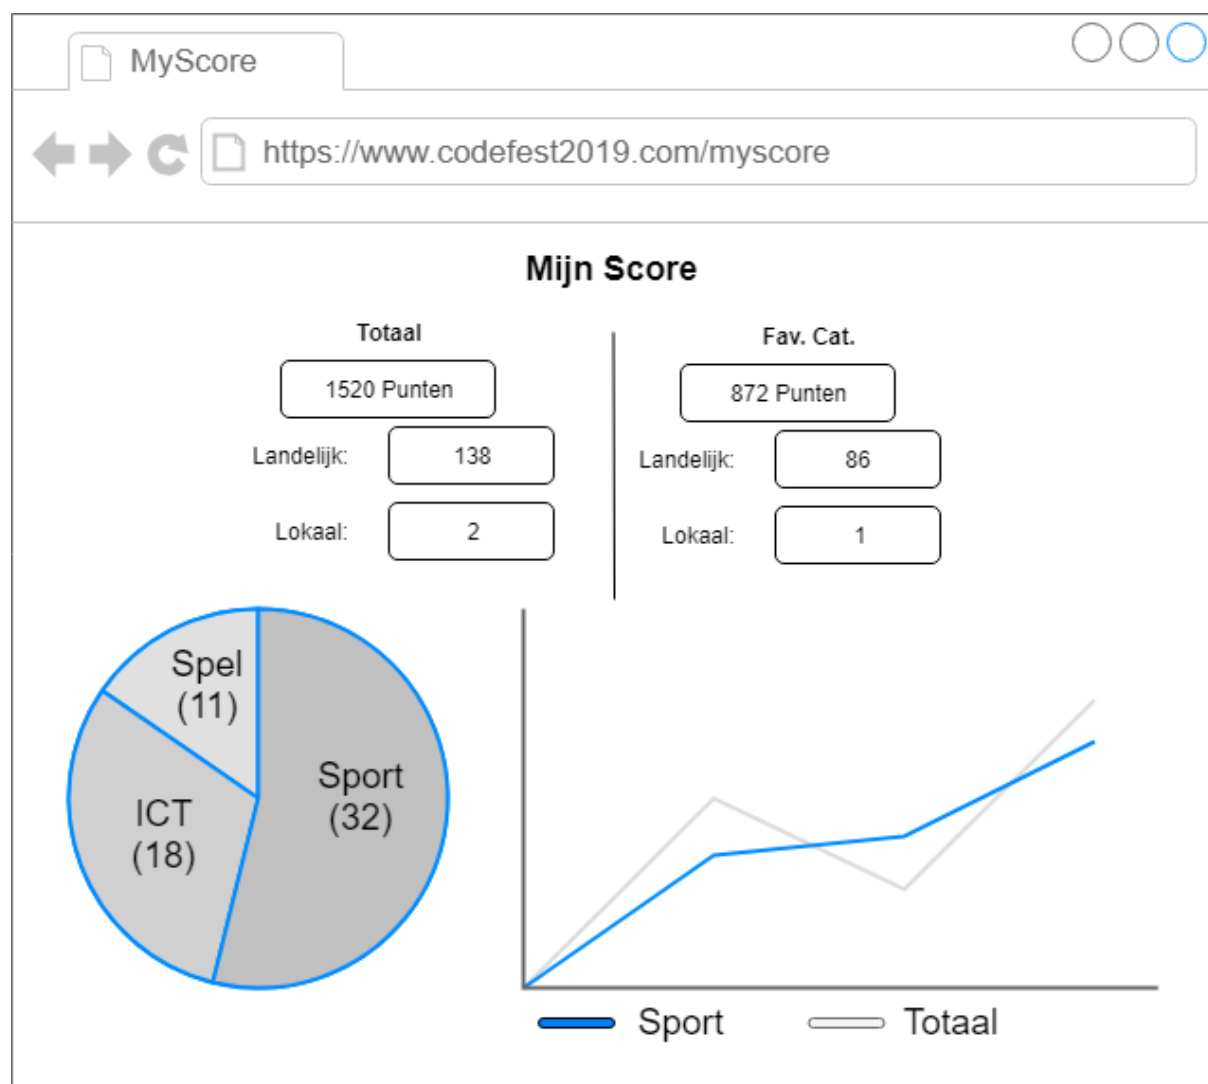 MyScore
https://www.codefest2019.com/myscore
Mijn Score
Totaal
1520 Punten
Landelijk: 138
Lokaal: 2
Fav. Cat.
872 Punten
Landelijk: 86
Lokaal: 1
Spel
(11)
ICT
(18)
Sport
(32)
Sport
Totaal